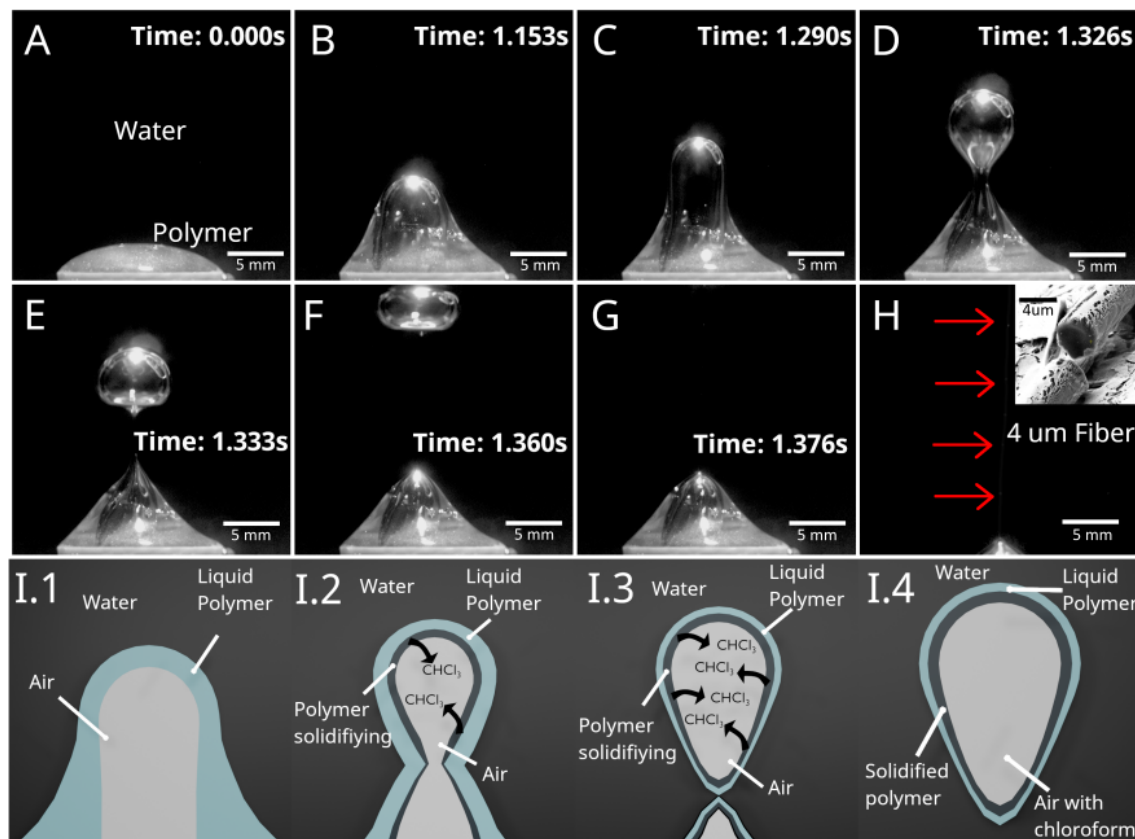 A
Time: 0.000s
Water
Polymer
5 mm
B
Time: 1.153s
5 mm
C
Time: 1.290s
5 mm
D
Time: 1.326s
5 mm
E
Time: 1.333s
5 mm
F
Time: 1.360s
5 mm
G
Time: 1.376s
5 mm
H
4um
4 um Fiber
5 mm
I.1
Water
Liquid
Polymer
Air
I.2
Water
Liquid
Polymer
CHCl3
CHCl3
Polymer
solidifiying
Air
I.3
Water
Liquid
Polymer
CHCl3
CHCl3
CHCl3
CHCl3
Polymer
solidifiying
Air
I.4
Water
Liquid
Polymer
Solidified
polymer
Air with
chloroform